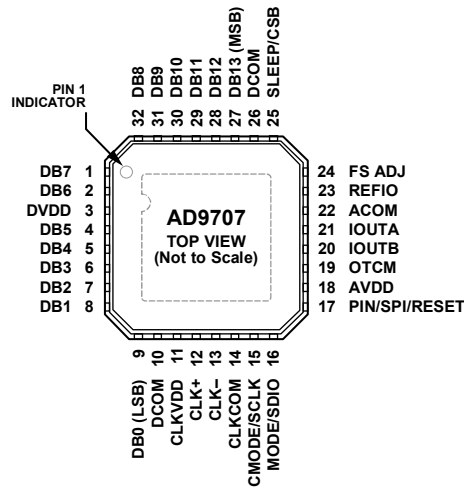 PIN 1
INDICATOR
32 DB8
31 DB9
30 DB10
29 DB11
28 DB12
27 DB13 (MSB)
26 DCOM
25 SLEEP/CSB
DB7 1
DB6 2
DVDD 3
DB5 4
DB4 5
DB3 6
DB2 7
DB1 8
AD9707
TOP VIEW
(Not to Scale)
24 FS ADJ
23 REFIO
22 ACOM
21 IOUTA
20 IOUTB
19 OTCM
18 AVDD
17 PIN/SPI/RESET
DB0 (LSB) 9
DCOM 10
CLKVDD 11
CLK+ 12
CLK– 13
CLKCOM 14
CMODE/SCLK 15
MODE/SDIO 16